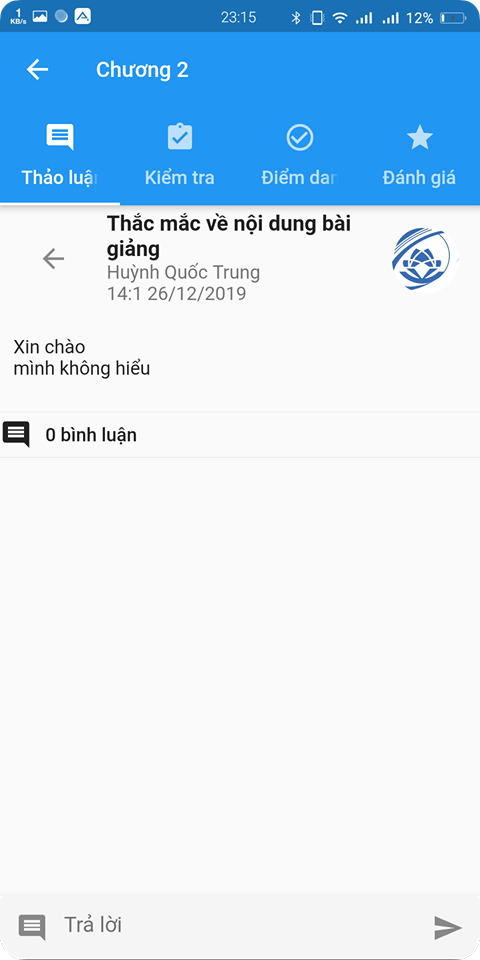 1
KB/s
23:15
12%
Chương 2
Thảo luậ
Kiểm tra
Điểm dan
Đánh giá
Thắc mắc về nội dung bài
giảng
Huỳnh Quốc Trung
14:1 26/12/2019
Xin chào
mình không hiểu
0 bình luận
Trả lời